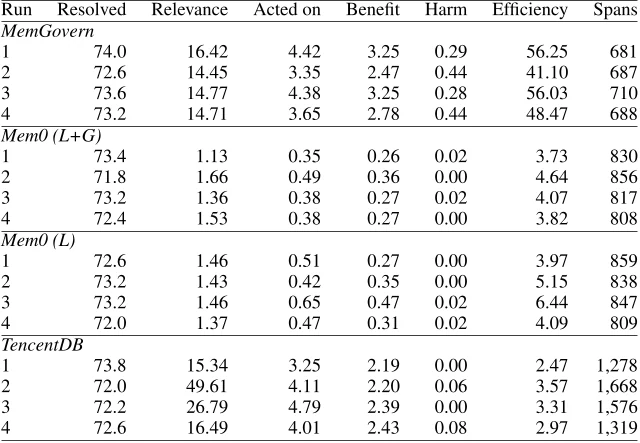 Run Resolved Relevance Acted on Benefit Harm Efficiency Spans
MemGovern
1 74.0 16.42 4.42 3.25 0.29 56.25 681
2 72.6 14.45 3.35 2.47 0.44 41.10 687
3 73.6 14.77 4.38 3.25 0.28 56.03 710
4 73.2 14.71 3.65 2.78 0.44 48.47 688
Mem0 (L+G)
1 73.4 1.13 0.35 0.26 0.02 3.73 830
2 71.8 1.66 0.49 0.36 0.00 4.64 856
3 73.2 1.36 0.38 0.27 0.02 4.07 817
4 72.4 1.53 0.38 0.27 0.00 3.82 808
Mem0 (L)
1 72.6 1.46 0.51 0.27 0.00 3.97 859
2 73.2 1.43 0.42 0.35 0.00 5.15 838
3 73.2 1.46 0.65 0.47 0.02 6.44 847
4 72.0 1.37 0.47 0.31 0.02 4.09 809
TencentDB
1 73.8 15.34 3.25 2.19 0.00 2.47 1,278
2 72.0 49.61 4.11 2.20 0.06 3.57 1,668
3 72.2 26.79 4.79 2.39 0.00 3.31 1,576
4 72.6 16.49 4.01 2.43 0.08 2.97 1,319